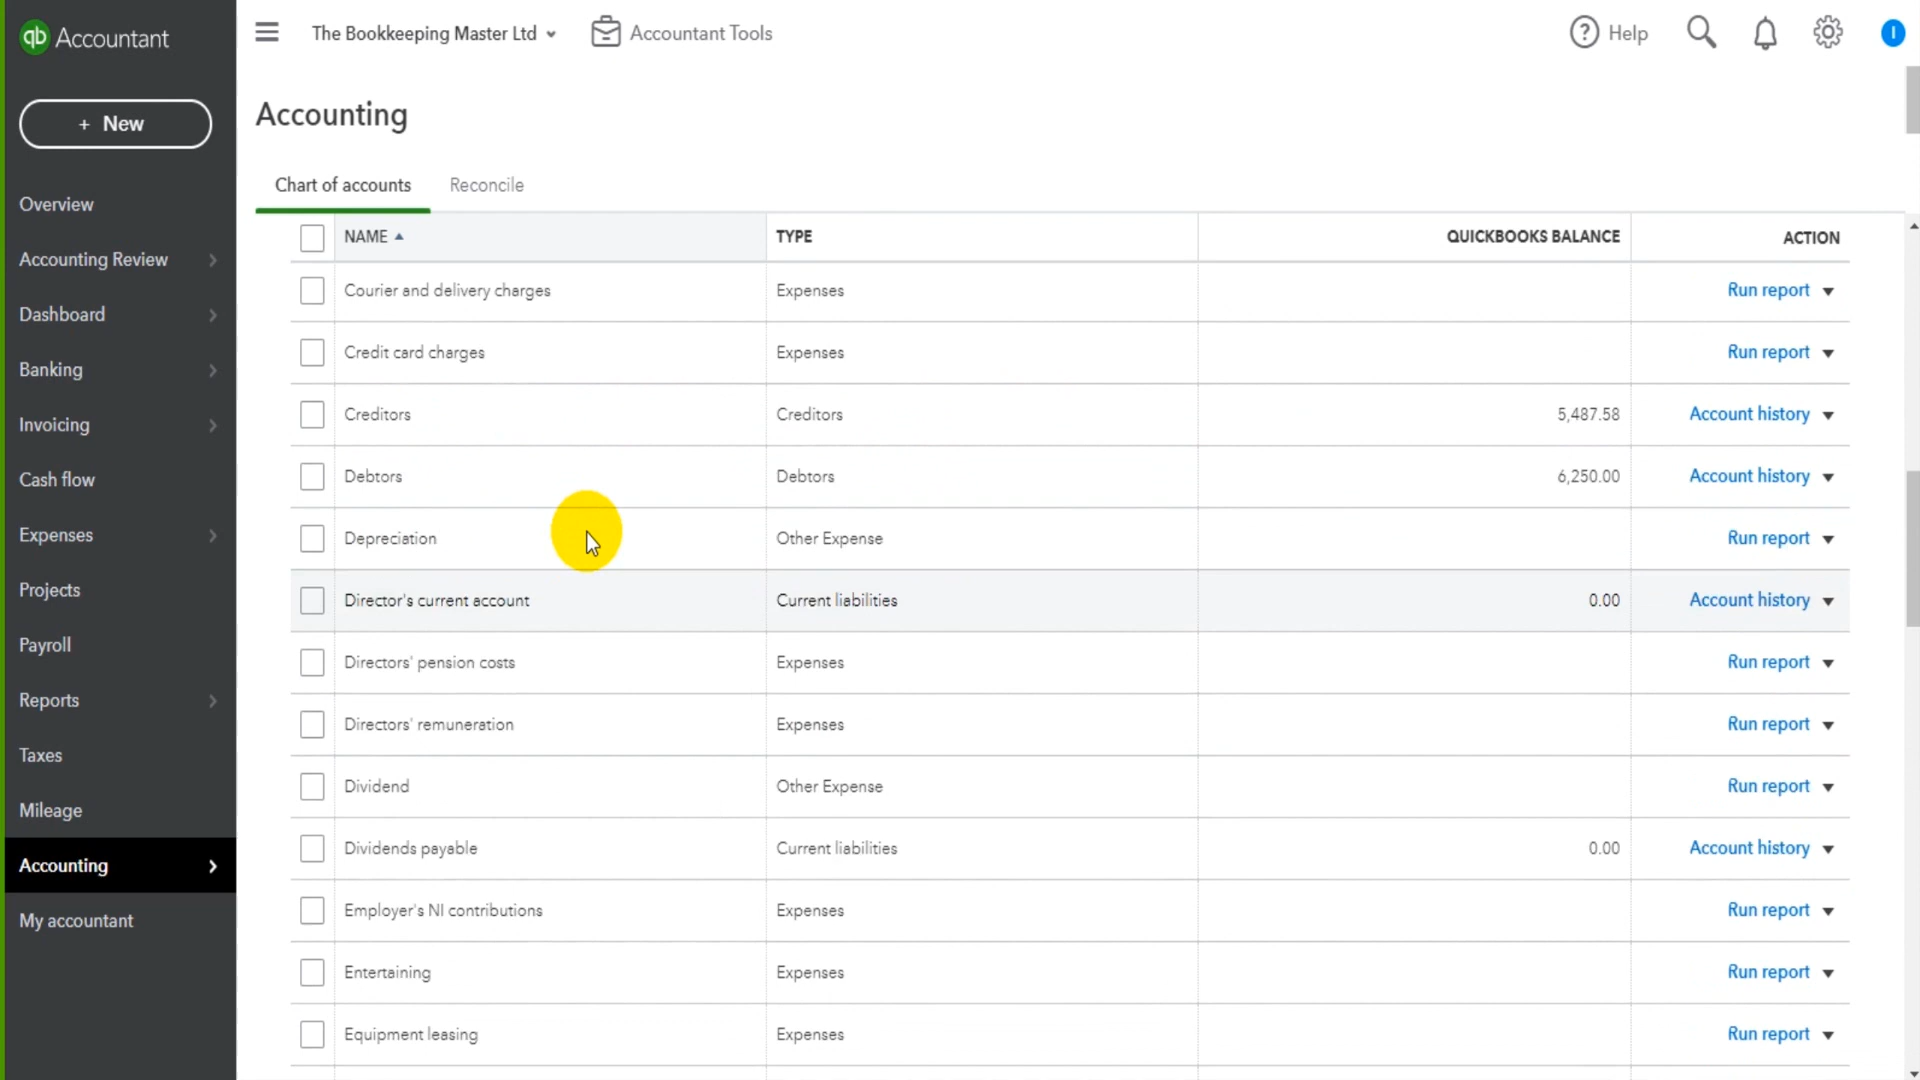 qb Accountant
The Bookkeeping Master Ltd
Accountant Tools
Help
I
+ New
Accounting
Chart of accounts
Reconcile
Overview
Accounting Review
Dashboard
Banking
Invoicing
Cash flow
Expenses
Projects
Payroll
Reports
Taxes
Mileage
Accounting
My accountant
NAME TYPE QUICKBOOKS BALANCE ACTION
Courier and delivery charges Expenses Run report
Credit card charges Expenses Run report
Creditors Creditors 5,487.58 Account history
Debtors Debtors 6,250.00 Account history
Depreciation Other Expense Run report
Director's current account Current liabilities 0.00 Account history
Directors' pension costs Expenses Run report
Directors' remuneration Expenses Run report
Dividend Other Expense Run report
Dividends payable Current liabilities 0.00 Account history
Employer's NI contributions Expenses Run report
Entertaining Expenses Run report
Equipment leasing Expenses Run report